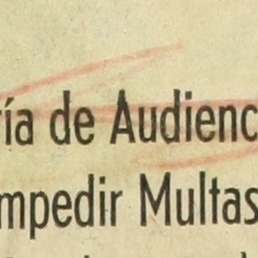 ía de Audienc
mpedir Multas